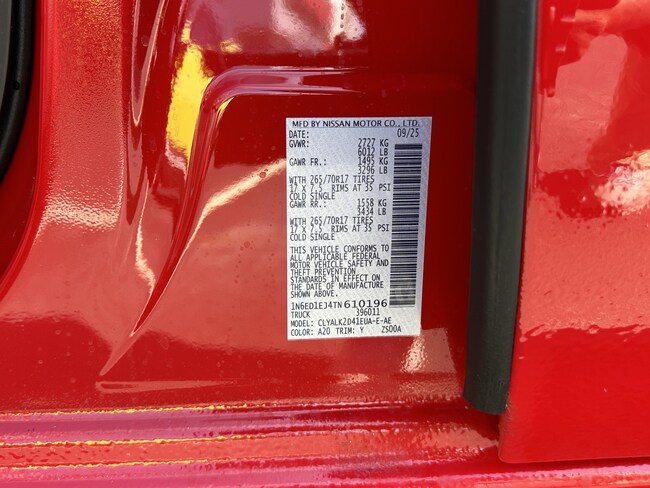 MFD BY NISSAN MOTOR CO., LTD.
DATE: 09/25
GVWR: 2727 KG
6012 LB
GAWR FR.: 1495 KG
3296 LB
WITH 265/70R17 TIRES
17 X 7.5 RIMS AT 35 PSI
COLD SINGLE
GAWR RR.: 1558 KG
3434 LB
WITH 265/70R17 TIRES
17 X 7.5 RIMS AT 35 PSI
COLD SINGLE
THIS VEHICLE CONFORMS TO
ALL APPLICABLE FEDERAL
MOTOR VEHICLE SAFETY AND
THEFT PREVENTION
STANDARDS IN EFFECT ON
THE DATE OF MANUFACTURE
SHOWN ABOVE.
1N6ED1EJ4TN610196
TRUCK 396011
MODEL: CLYALK2D41EUA-E-AE
COLOR: A20 TRIM: Y ZS00A